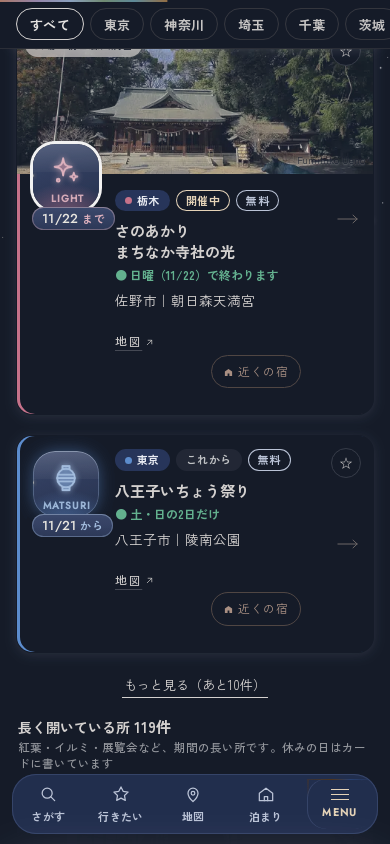 すべて
東京
神奈川
埼玉
千葉
茨城
LIGHT
11/22 まで
栃木
開催中
無料
さのあかり
まちなか寺社の光
日曜（11/22）で終わります
佐野市｜朝日森天満宮
地図
近くの宿
MATSURI
11/21 から
東京
これから
無料
八王子いちょう祭り
土・日の2日だけ
八王子市｜陵南公園
地図
近くの宿
もっと見る（あと10件）
長く開いている所 119件
紅葉・イルミ・展覧会など、期間の長い所です。休みの日はカー
ドに書いています
さがす
行きたい
地図
泊まり
MENU